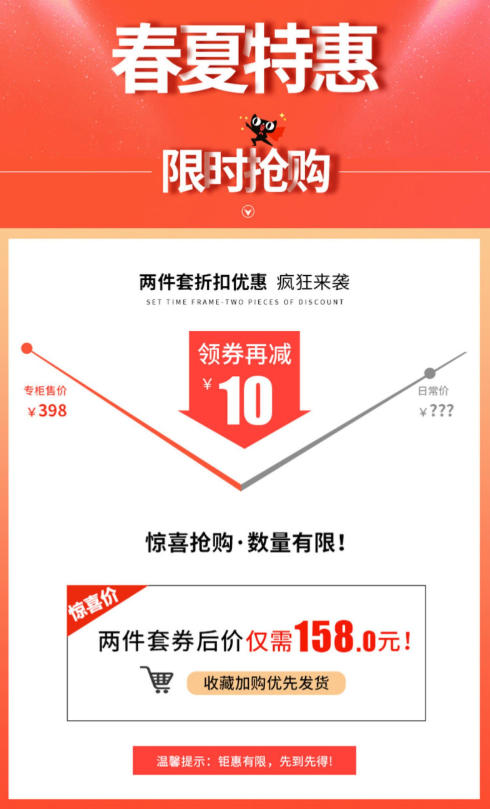 春夏特惠
限时抢购
两件套折扣优惠 疯狂来袭
SET TIME FRAME-TWO PIECES OF DISCOUNT
领券再减
¥10
专柜售价
¥398
日常价
¥???
惊喜抢购·数量有限！
惊喜价
两件套券后价仅需158.0元！
收藏加购优先发货
温馨提示：钜惠有限，先到先得!